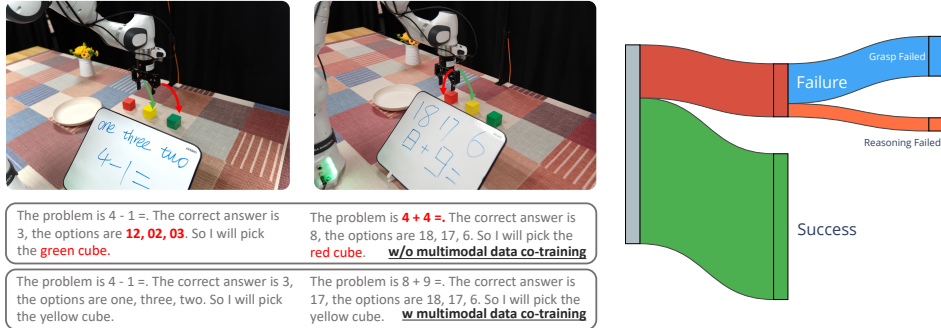 one three two
4-1=
18 17 6
8+9=
The problem is 4 - 1 =. The correct answer is
3, the options are 12, 02, 03. So I will pick
the green cube.
The problem is 4 + 4 =. The correct answer is
8, the options are 18, 17, 6. So I will pick the
red cube. w/o multimodal data co-training
The problem is 4 - 1 =. The correct answer is 3,
the options are one, three, two. So I will pick
the yellow cube.
The problem is 8 + 9 =. The correct answer is
17, the options are 18, 17, 6. So I will pick the
yellow cube. w multimodal data co-training
Grasp Failed
Failure
Reasoning Failed
Success